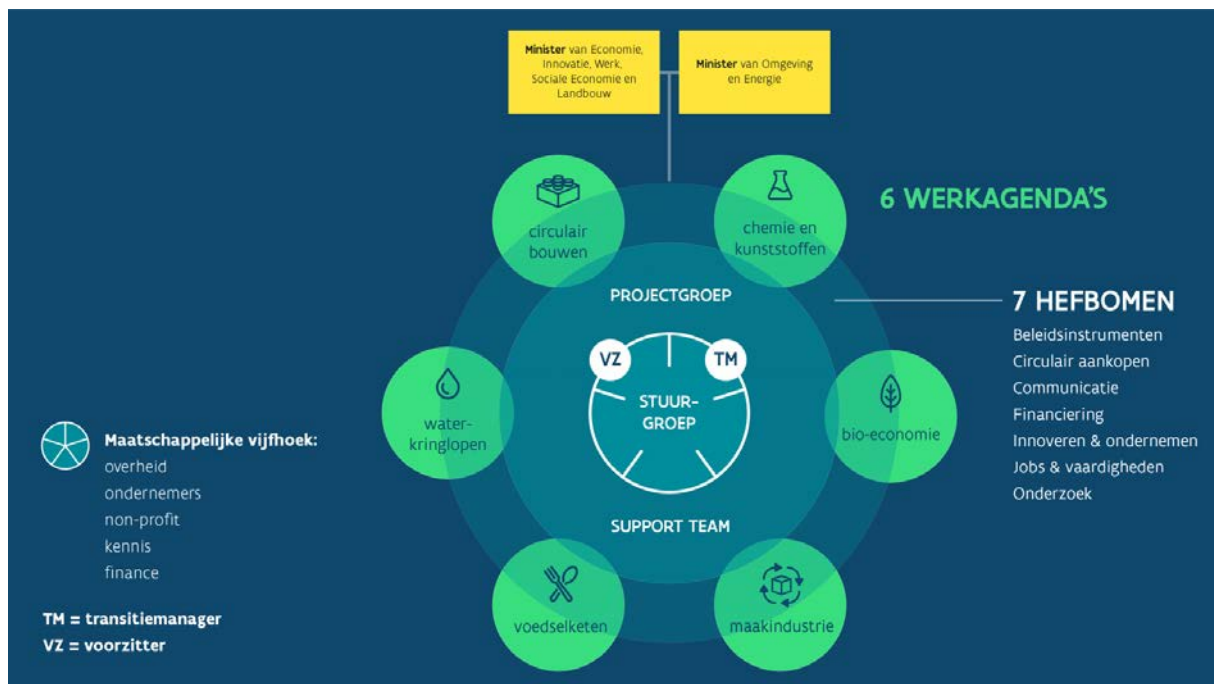 Minister van Economie,
Innovatie, Werk,
Sociale Economie en
Landbouw
Minister van Omgeving
en Energie
6 WERKAGENDA'S
circulair
bouwen
chemie en
kunststoffen
PROJECTGROEP
7 HEFBOMEN
Beleidsinstrumenten
Circulair aankopen
Communicatie
Financiering
Innoveren & ondernemen
Jobs & vaardigheden
Onderzoek
VZ
TM
STUUR-
GROEP
water-
kringlopen
bio-economie
Maatschappelijke vijfhoek:
overheid
ondernemers
non-profit
kennis
finance
SUPPORT TEAM
voedselketen
maakindustrie
TM = transitiemanager
VZ = voorzitter